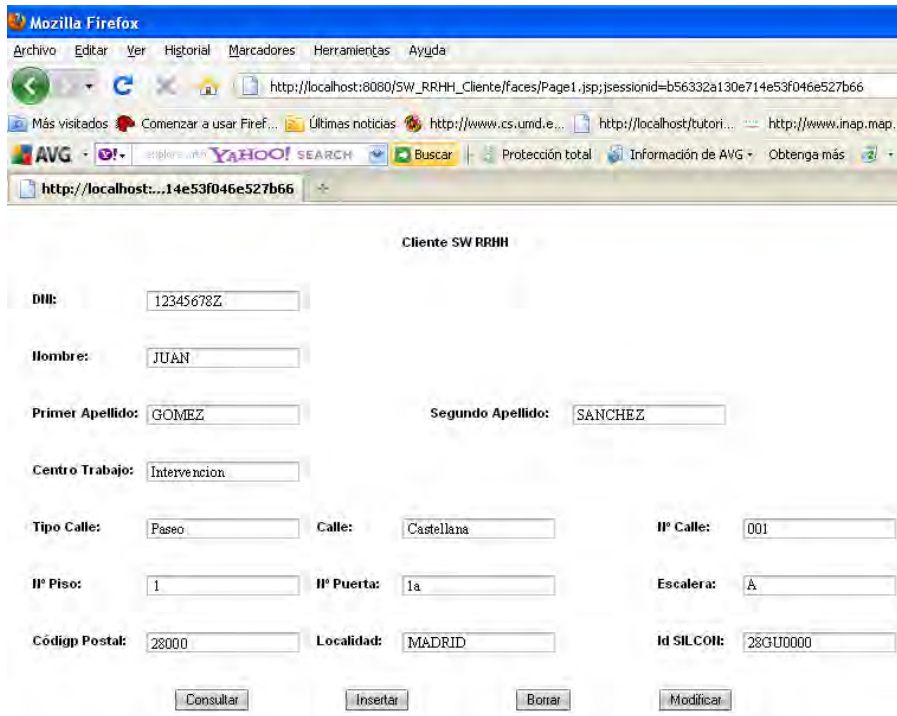 Mozilla Firefox
Archivo Editar Ver Historial Marcadores Herramientas Ayuda
http://localhost:8080/SW_RRHH_Cliente/faces/Page1.jsp;jsessionid=b56332a130e714e53f046e527b66
Más visitados Comenzar a usar Firef... Últimas noticias http://www.cs.umd.e... http://localhost/tutori... http://www.inap.map.
AVG Y! YAHOO! SEARCH Buscar Protección total Información de AVG Obtenga más
http://localhost:...14e53f046e527b66
Cliente SW RRHH
DNI: 12345678Z
Nombre: JUAN
Primer Apellido: GOMEZ Segundo Apellido: SANCHEZ
Centro Trabajo: Intervencion
Tipo Calle: Paseo Calle: Castellana Nº Calle: 001
Nº Piso: 1 Nº Puerta: 1a Escalera: A
Códigp Postal: 28000 Localidad: MADRID Id SILCON: 28GU0000
Consultar Insertar Borrar Modificar